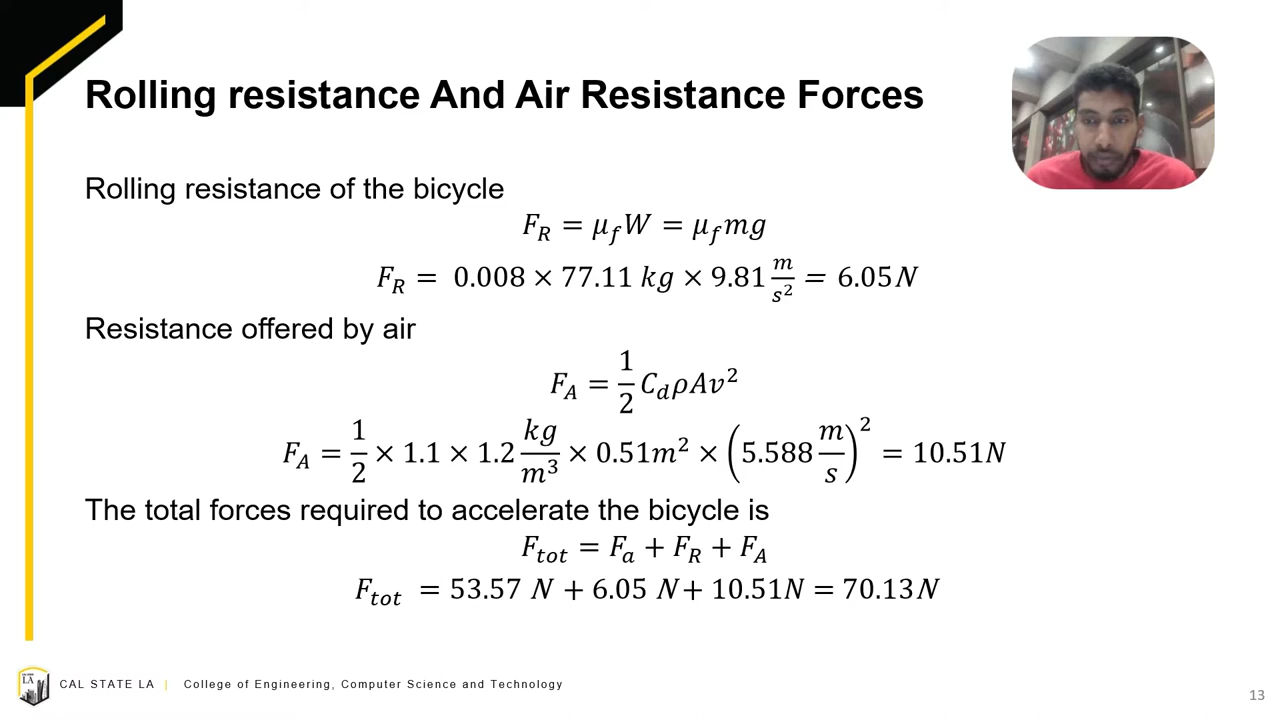 Rolling resistance And Air Resistance Forces
Rolling resistance of the bicycle
F_R = μ_f W = μ_f mg
F_R = 0.008 × 77.11 kg × 9.81 m/s² = 6.05N
Resistance offered by air
F_A = 1/2 C_d ρAv²
F_A = 1/2 × 1.1 × 1.2 kg/m³ × 0.51m² × (5.588 m/s)² = 10.51N
The total forces required to accelerate the bicycle is
F_tot = F_a + F_R + F_A
F_tot = 53.57 N + 6.05 N + 10.51N = 70.13N
LA
CAL STATE LA | College of Engineering, Computer Science and Technology
13